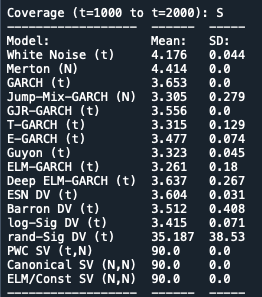 Coverage (t=1000 to t=2000): S
Model: Mean: SD:
White Noise (t) 4.176 0.044
Merton (N) 4.414 0.0
GARCH (t) 3.653 0.0
Jump-Mix-GARCH (N) 3.305 0.279
GJR-GARCH (t) 3.556 0.0
T-GARCH (t) 3.315 0.129
E-GARCH (t) 3.477 0.074
Guyon (t) 3.323 0.045
ELM-GARCH (t) 3.261 0.18
Deep ELM-GARCH (t) 3.637 0.267
ESN DV (t) 3.604 0.031
Barron DV (t) 3.512 0.408
log-Sig DV (t) 3.415 0.071
rand-Sig DV (t) 35.187 38.53
PWC SV (t,N) 90.0 0.0
Canonical SV (N,N) 90.0 0.0
ELM/Const SV (t,N) 90.0 0.0